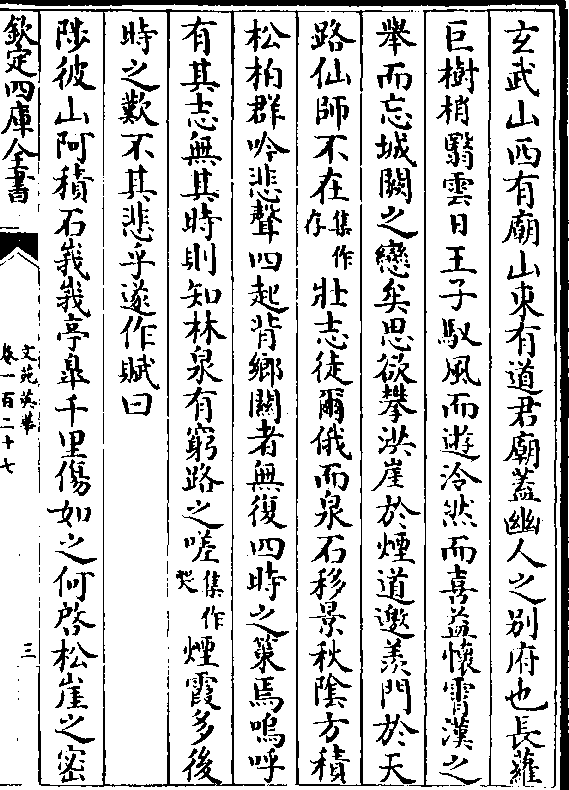 玄武山西有廟山東有道君廟蓋幽人之别府也長蘿
巨樹梢翳雲日王子馭風而遊泠然而喜益懷霄漢之
舉而忘城闕之戀矣思欲攀洪崖於煙道邀羨門於天
路仙師不在集作存壯志徒爾俄而泉石移景秋陰方積
松柏群吟悲聲四起背鄉關者無復四時之策焉嗚呼
有其志無其時則知林泉有窮路之嗟集作哭煙霞多後
時之歎不其悲乎遂作賦曰
陟彼山阿積石峩峩亭臯千里傷如之何啓松崖之密
欽定四庫全書
文苑英華
卷一百二十七
三